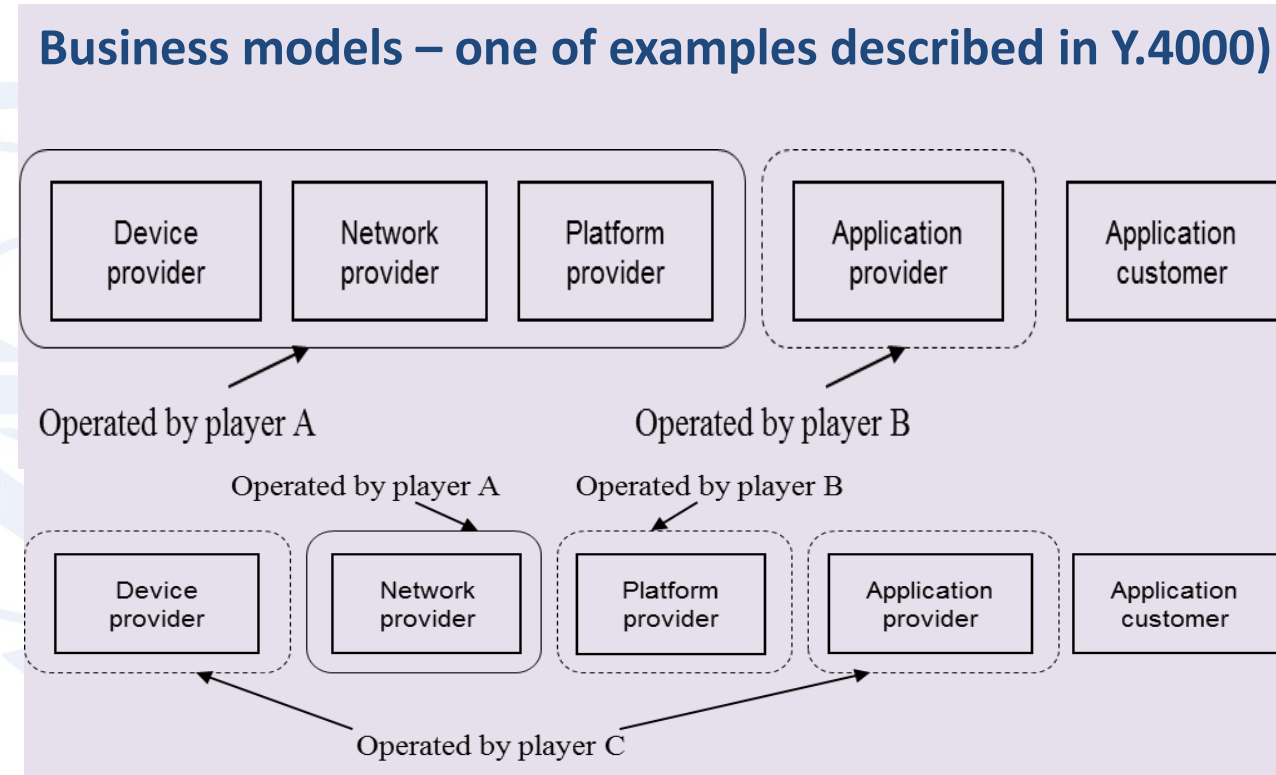 Business models – one of examples described in Y.4000)
Device
provider
Network
provider
Platform
provider
Application
provider
Application
customer
Operated by player A
Operated by player B
Operated by player A
Operated by player B
Device
provider
Network
provider
Platform
provider
Application
provider
Application
customer
Operated by player C